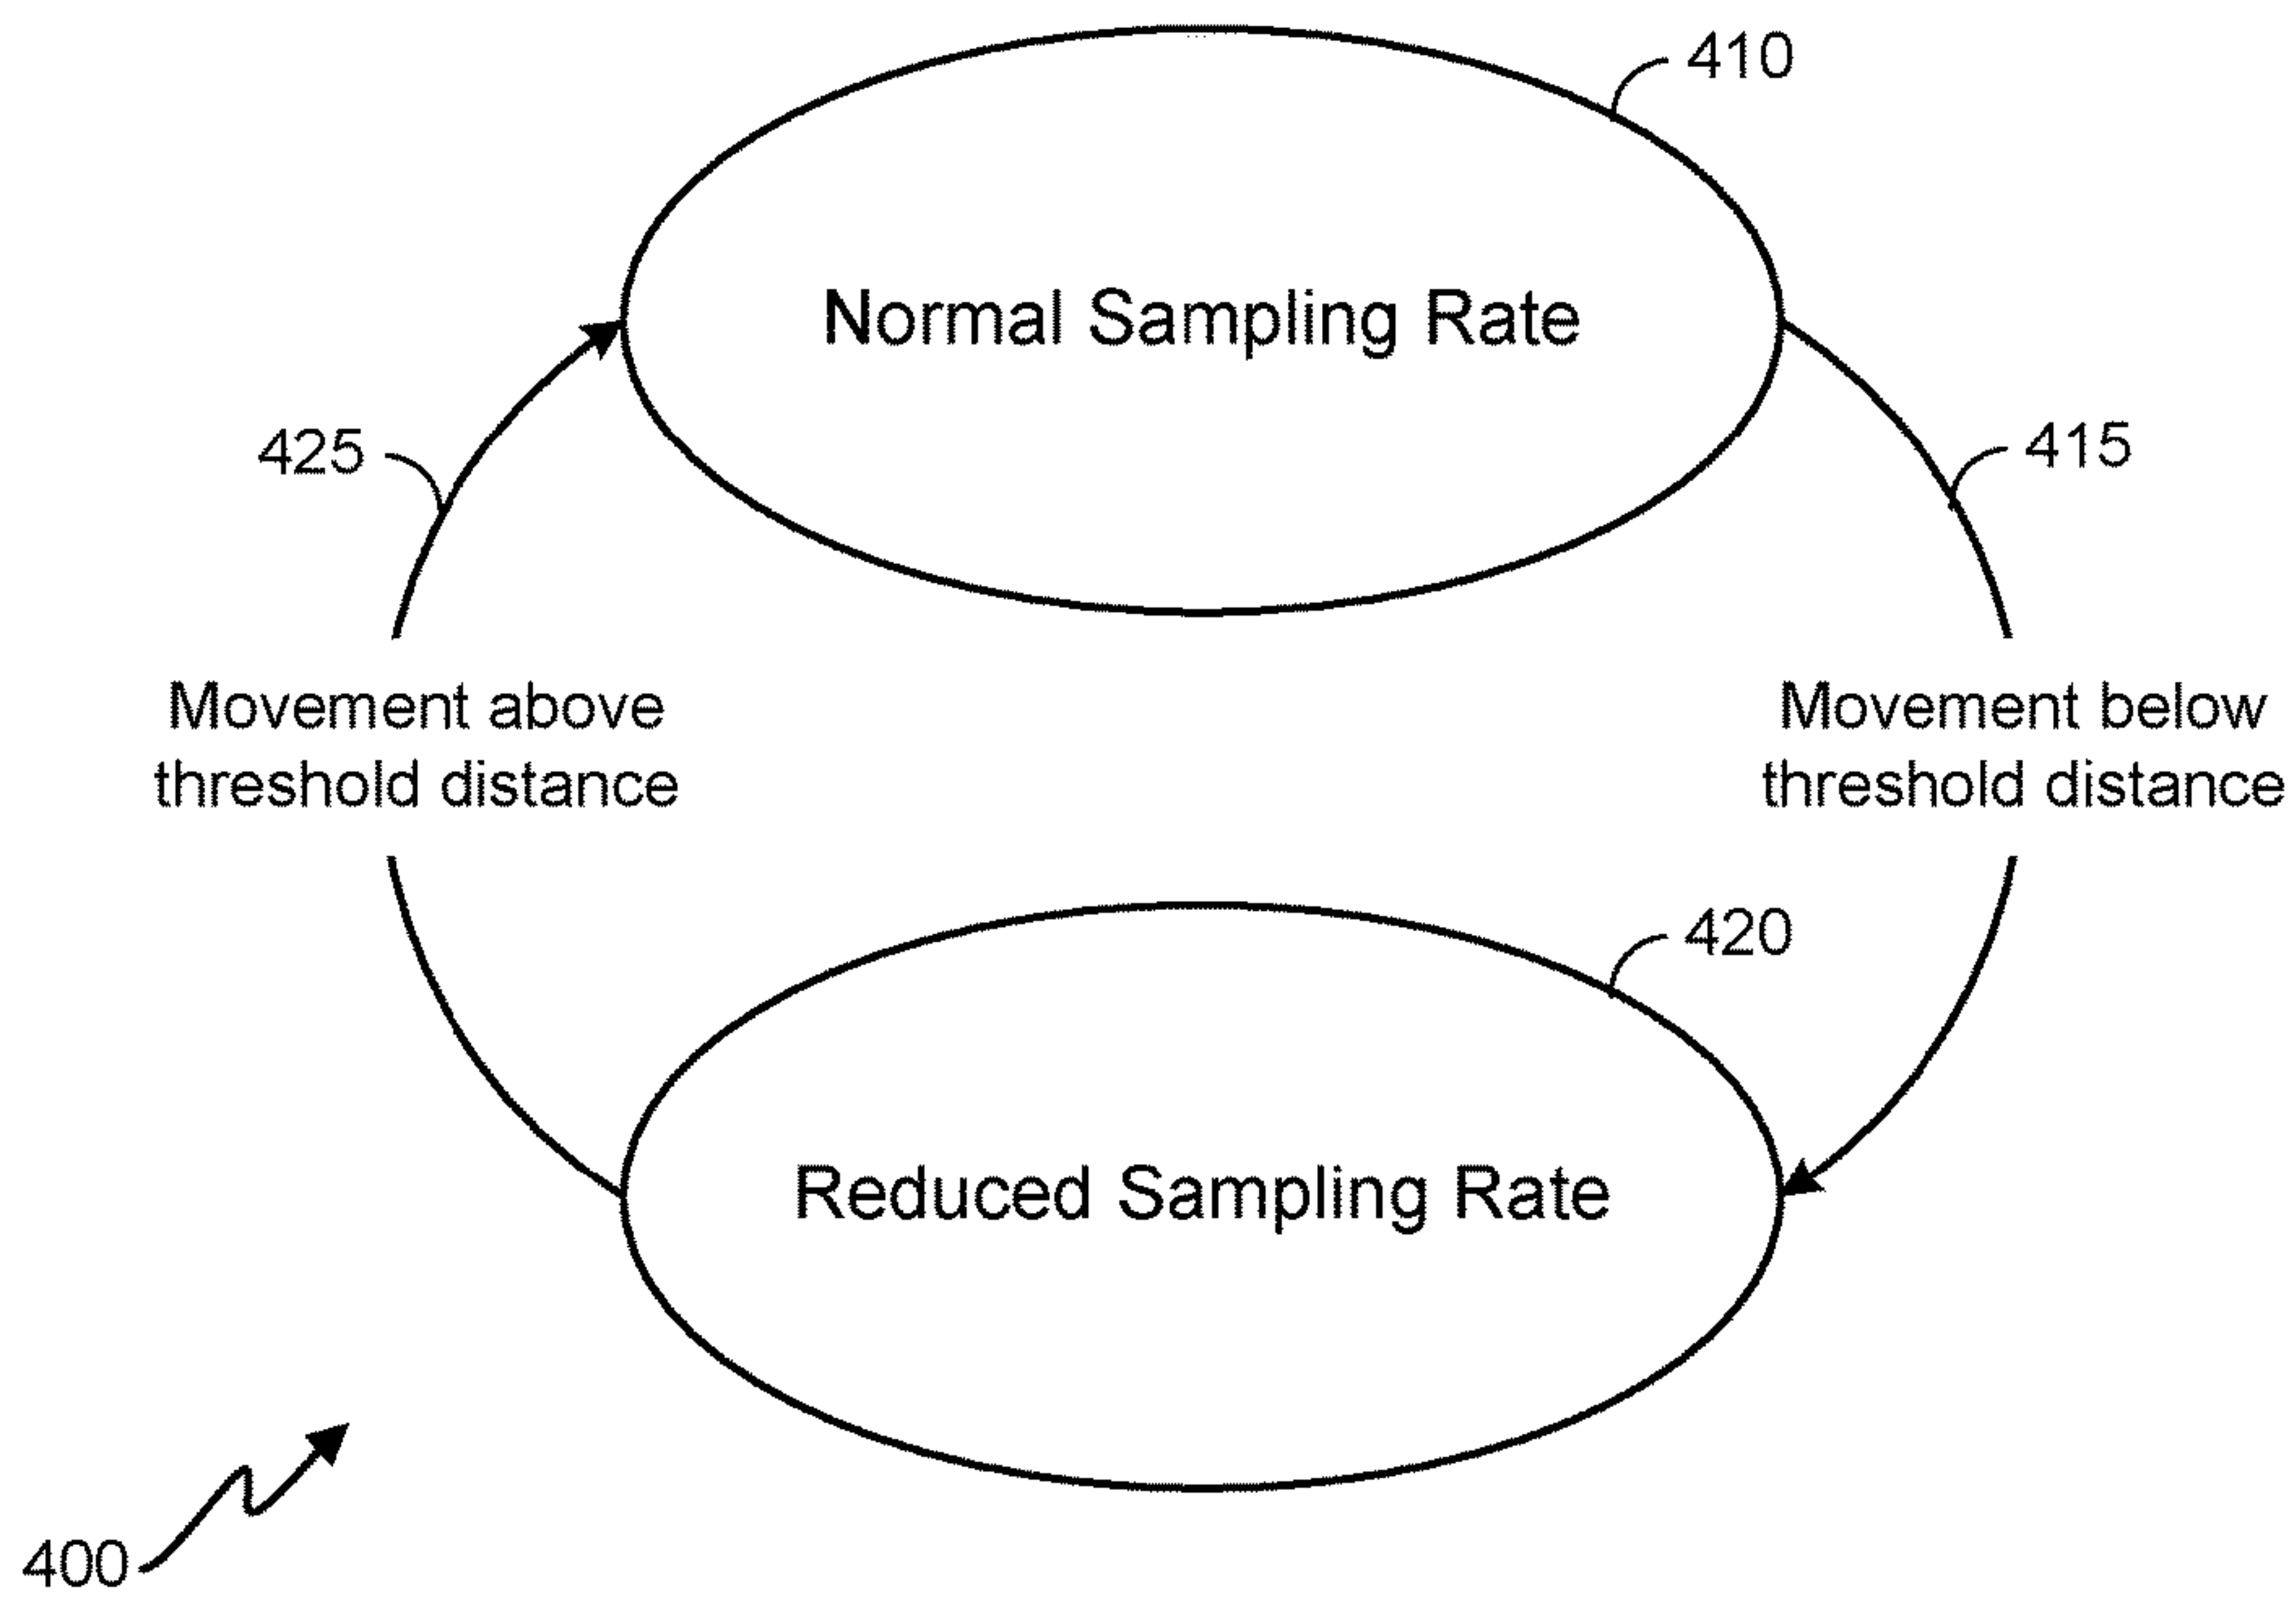 410
Normal Sampling Rate
425
415
Movement above
threshold distance
Movement below
threshold distance
420
Reduced Sampling Rate
400